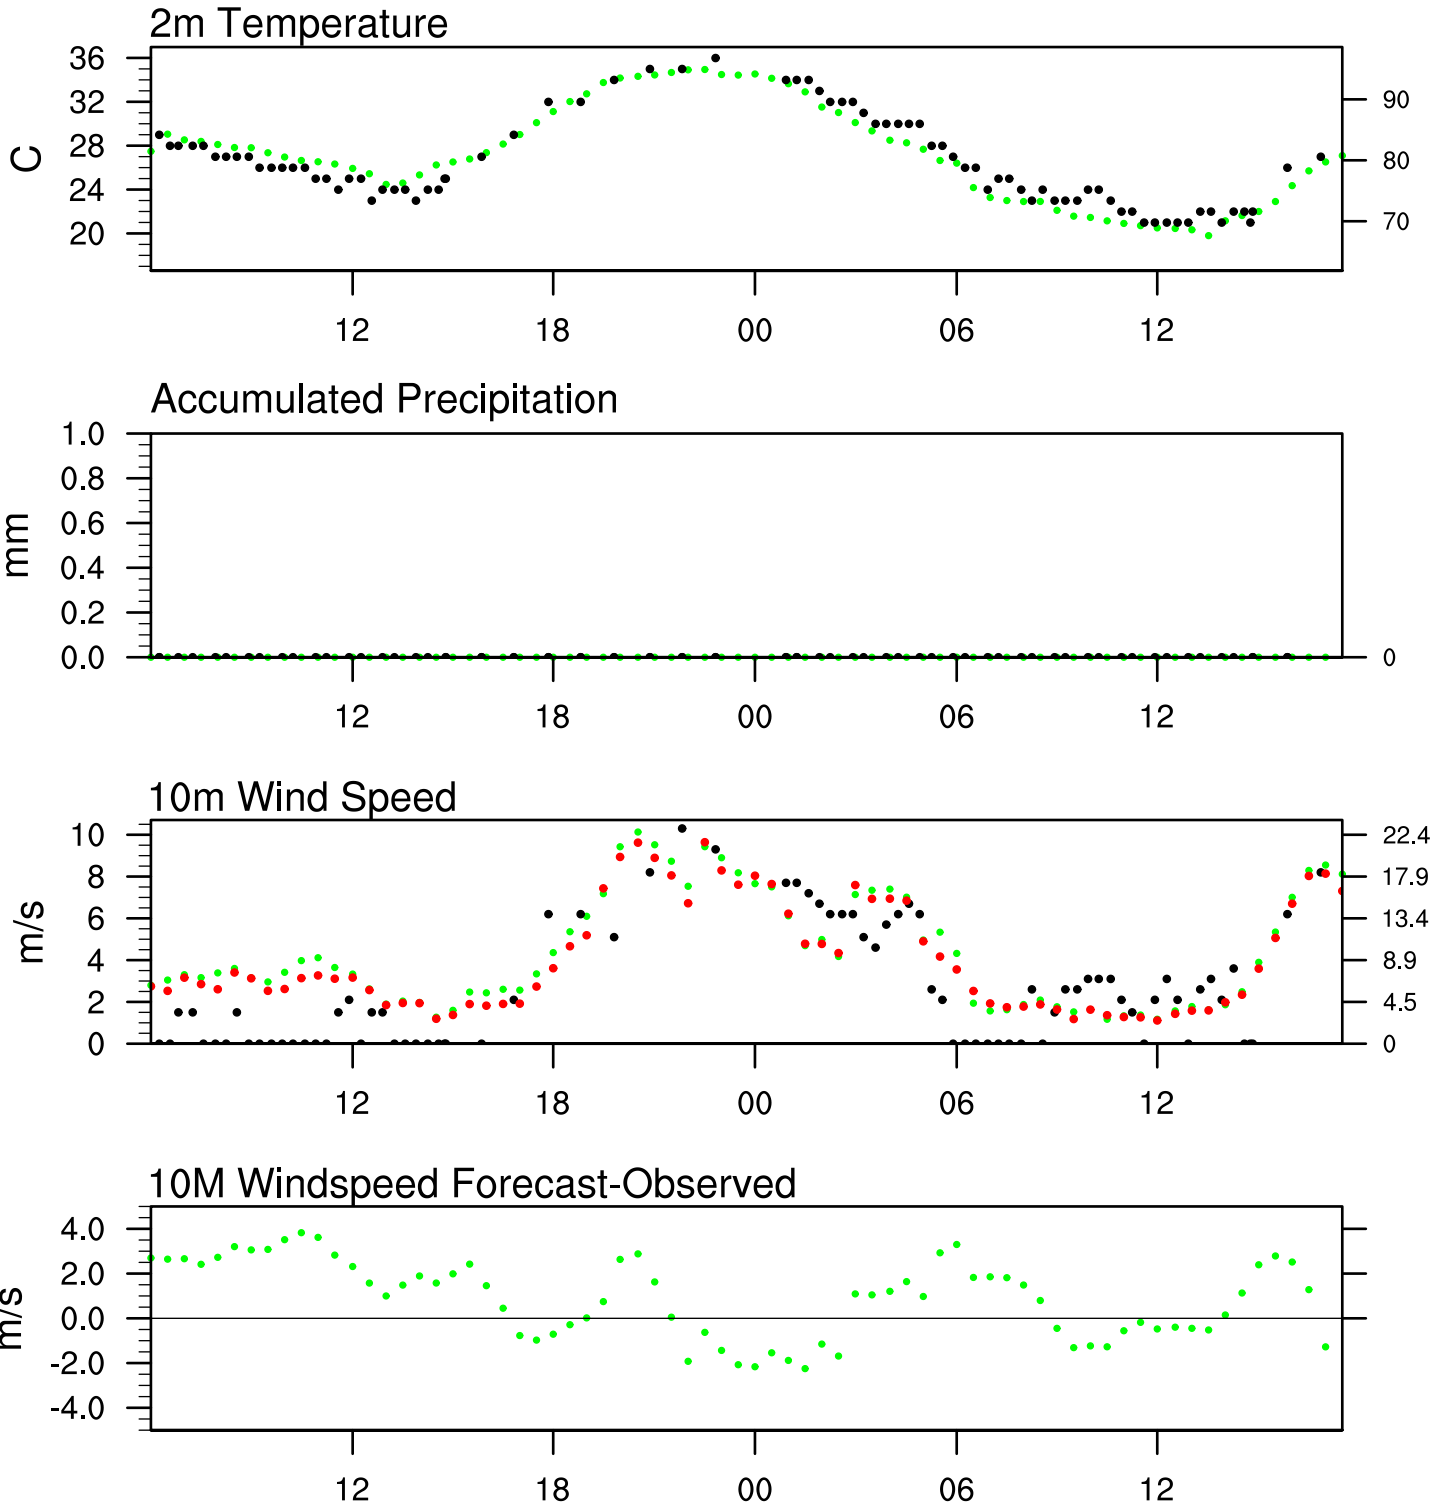 2m Temperature
36
32
28
24
20
C
90
80
70
12 18 00 06 12
Accumulated Precipitation
1.0
0.8
0.6
0.4
0.2
0.0
mm
0
12 18 00 06 12
10m Wind Speed
10
8
6
4
2
0
m/s
22.4
17.9
13.4
8.9
4.5
0
12 18 00 06 12
10M Windspeed Forecast-Observed
4.0
2.0
0.0
-2.0
-4.0
m/s
12 18 00 06 12